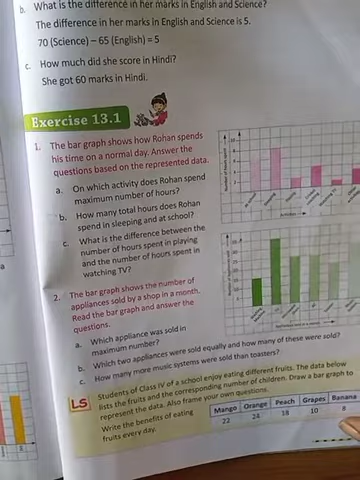 b. What is the difference in her marks in English and Science?
The difference in her marks in English and Science is 5.
70 (Science) – 65 (English) = 5
c. How much did she score in Hindi?
She got 60 marks in Hindi.
Exercise 13.1
1. The bar graph shows how Rohan spends
his time on a normal day. Answer the
questions based on the represented data.
a. On which activity does Rohan spend
maximum number of hours?
b. How many total hours does Rohan
spend in sleeping and at school?
c. What is the difference between the
number of hours spent in playing
and the number of hours spent in
watching TV?
2. The bar graph shows the number of
appliances sold by a shop in a month.
Read the bar graph and answer the
questions.
a. Which appliance was sold in
maximum number?
b. Which two appliances were sold equally and how many of these were sold?
c. How many more music systems were sold than toasters?
LS
Students of Class IV of a school enjoy eating different fruits. The data below
lists the fruits and the corresponding number of children. Draw a bar graph to
represent the data. Also frame your own questions.
Write the benefits of eating
fruits every day.
Mango Orange Peach Grapes Banana
22 24 18 10 8